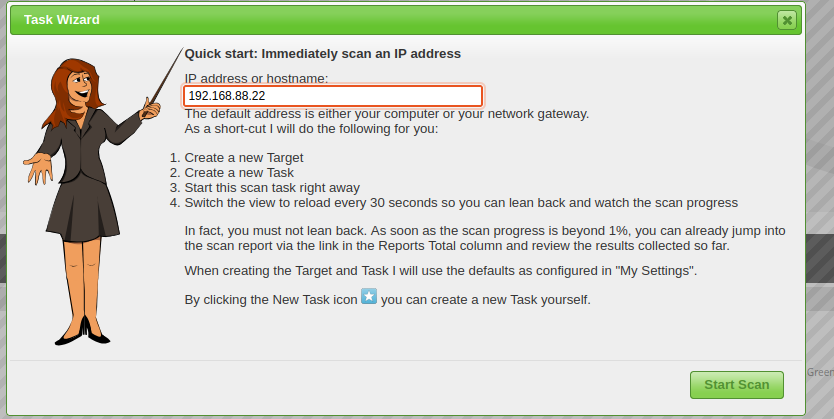 Task Wizard
Quick start: Immediately scan an IP address
IP address or hostname:
192.168.88.22
The default address is either your computer or your network gateway.
As a short-cut I will do the following for you:
1. Create a new Target
2. Create a new Task
3. Start this scan task right away
4. Switch the view to reload every 30 seconds so you can lean back and watch the scan progress
In fact, you must not lean back. As soon as the scan progress is beyond 1%, you can already jump into
the scan report via the link in the Reports Total column and review the results collected so far.
When creating the Target and Task I will use the defaults as configured in "My Settings".
By clicking the New Task icon you can create a new Task yourself.
Start Scan
Green